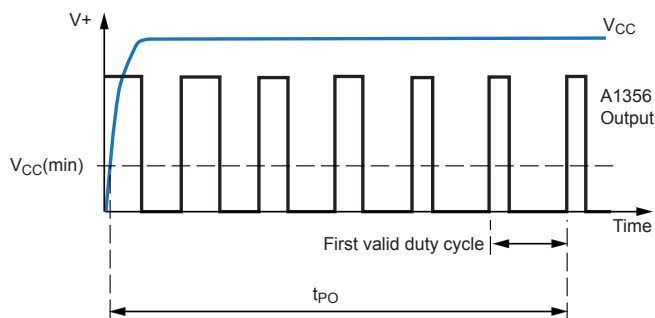 V+
VCC
A1356
Output
VCC(min)
Time
First valid duty cycle
tPO